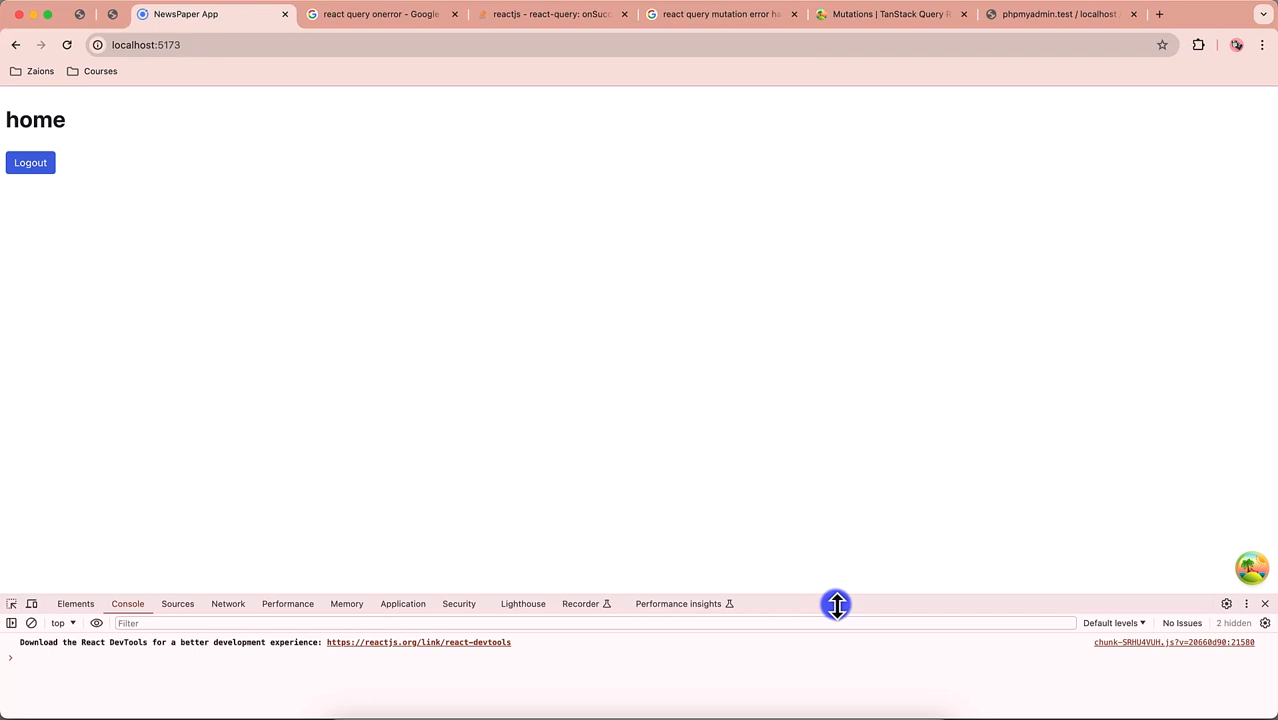 NewsPaper App
react query onerror - Google
reactjs - react-query: onSucc
react query mutation error ha
Mutations | TanStack Query R
phpmyadmin.test / localhost
localhost:5173
Zaions
Courses
home
Logout
Elements
Console
Sources
Network
Performance
Memory
Application
Security
Lighthouse
Recorder
Performance insights
top
Filter
Default levels
No Issues
2 hidden
Download the React DevTools for a better development experience: https://reactjs.org/link/react-devtools
chunk-SRHU4VUH.js?v=20660d90:21580